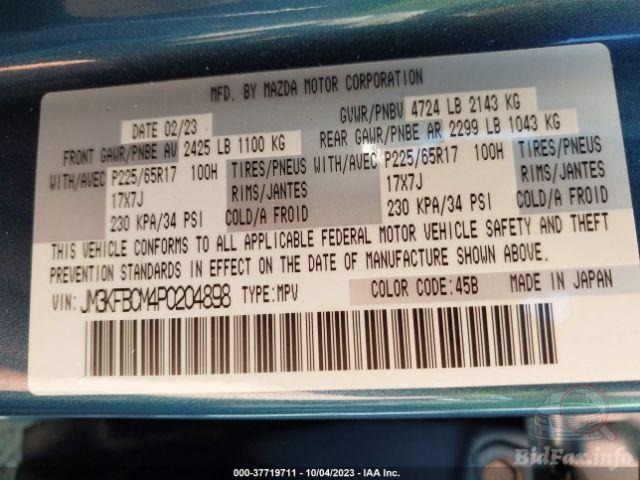 MFD. BY MAZDA MOTOR CORPORATION
DATE 02/23
GVWR/PNBV 4724 LB 2143 KG
FRONT GAWR/PNBE AV 2425 LB 1100 KG
REAR GAWR/PNBE AR 2299 LB 1043 KG
WITH/AVEC P225/65R17 100H TIRES/PNEUS WITH/AVEC P225/65R17 100H TIRES/PNEUS
17X7J RIMS/JANTES 17X7J RIMS/JANTES
230 KPA/34 PSI COLD/A FROID 230 KPA/34 PSI COLD/A FROID
THIS VEHICLE CONFORMS TO ALL APPLICABLE FEDERAL MOTOR VEHICLE SAFETY AND THEFT
PREVENTION STANDARDS IN EFFECT ON THE DATE OF MANUFACTURE SHOWN ABOVE.
VIN: JM3KFBCM4P0204898 TYPE:MPV COLOR CODE:45B MADE IN JAPAN
BidFax.info
000-37719711 - 10/04/2023 - IAA Inc.